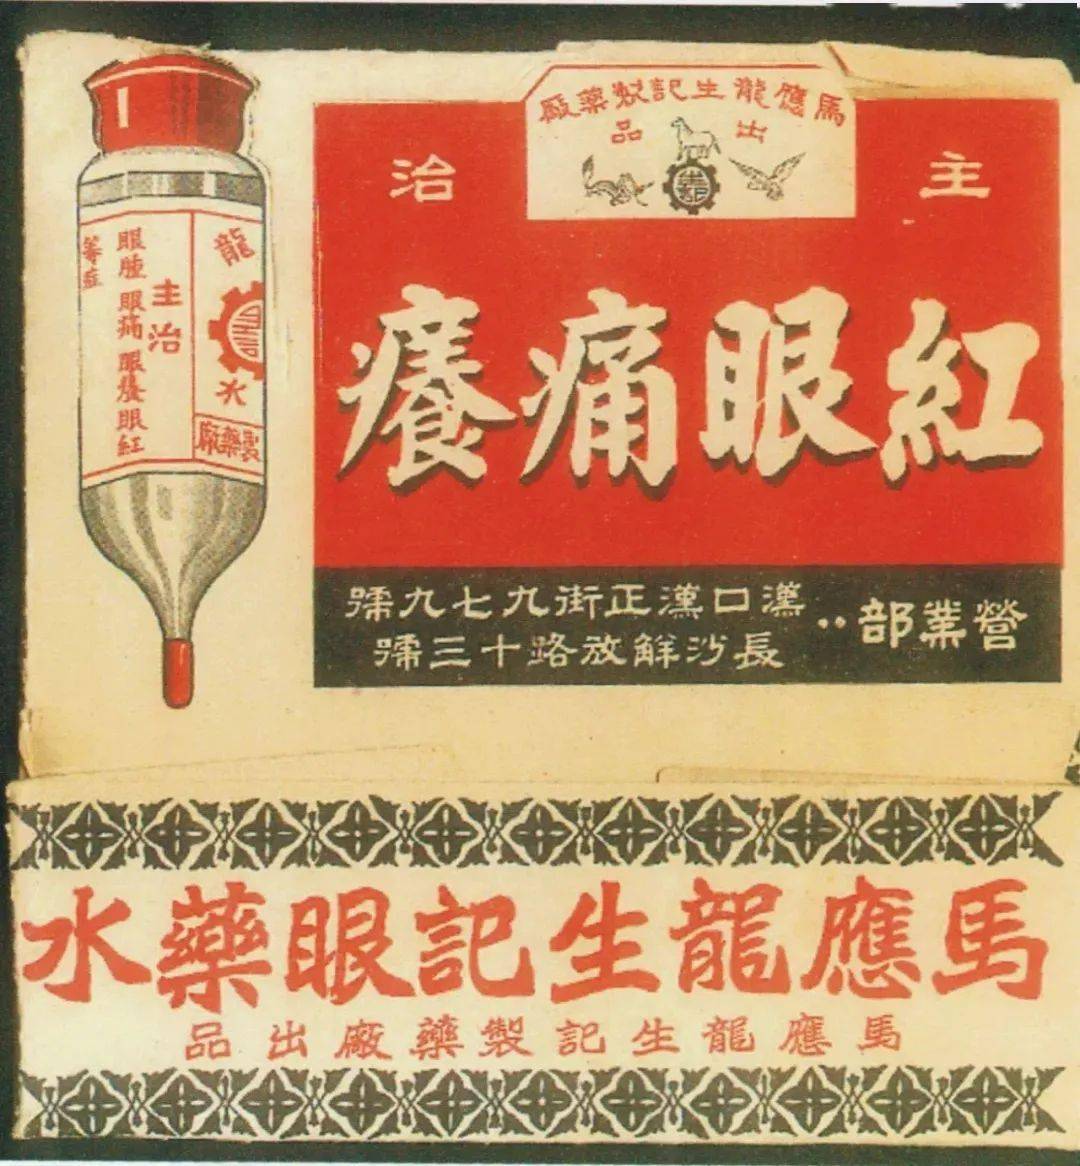 馬應龍生記製藥廠
出品
主治
紅眼痛癢
營業部：
漢口漢正街九七九號
長沙解放路十三號
龍
水
製藥廠
主治
眼腫 眼痛 眼癢 眼紅
等症
馬應龍生記眼藥水
馬應龍生記製藥廠出品